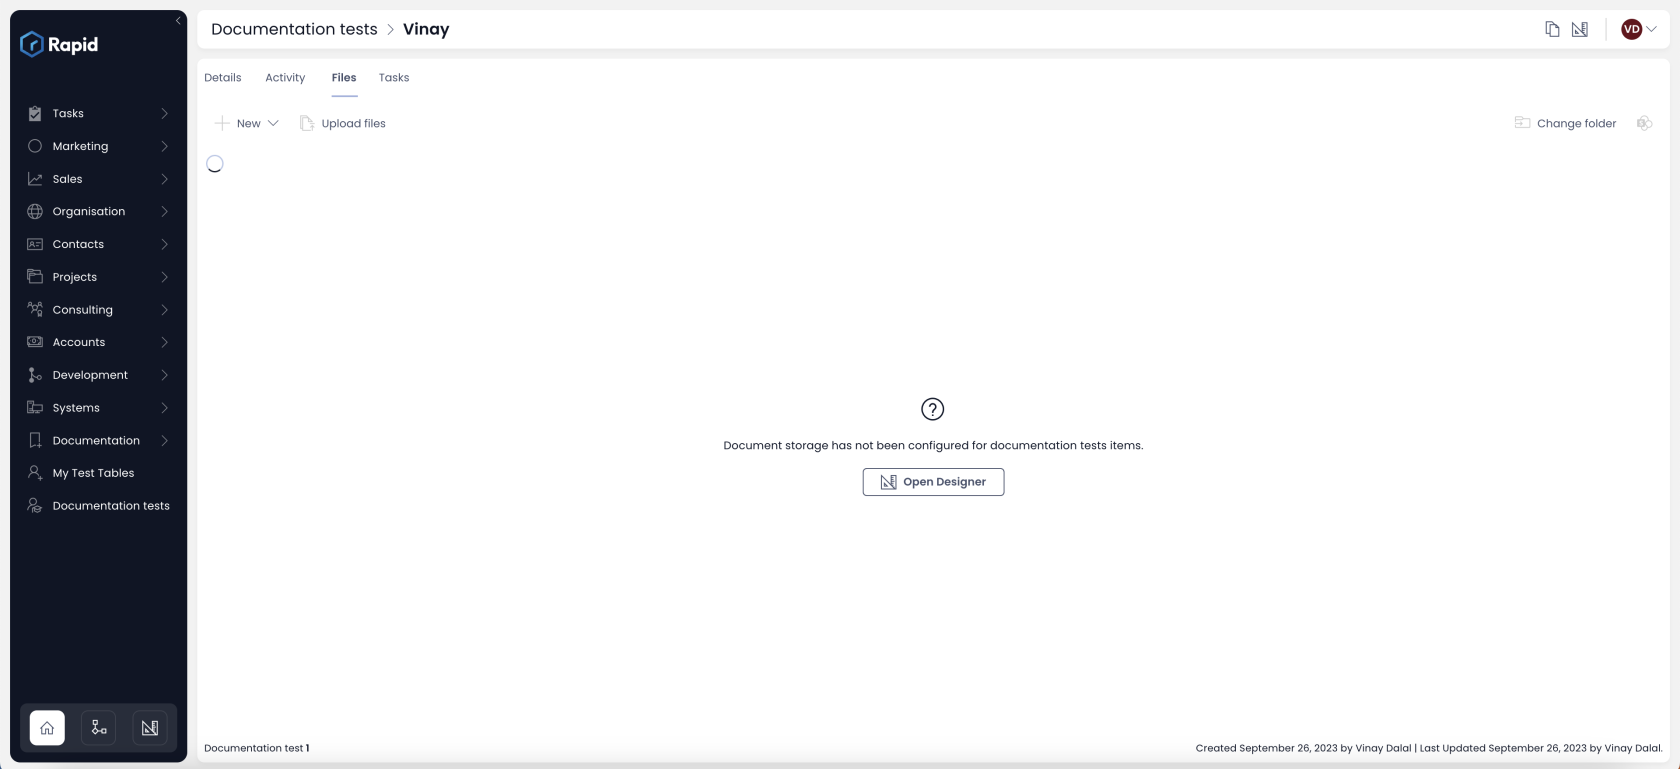 Rapid
Documentation tests > Vinay
VD
Tasks
Marketing
Sales
Organisation
Contacts
Projects
Consulting
Accounts
Development
Systems
Documentation
My Test Tables
Documentation tests
Details Activity Files Tasks
New Upload files Change folder
Document storage has not been configured for documentation tests items.
Open Designer
Documentation test 1
Created September 26, 2023 by Vinay Dalal | Last Updated September 26, 2023 by Vinay Dalal.